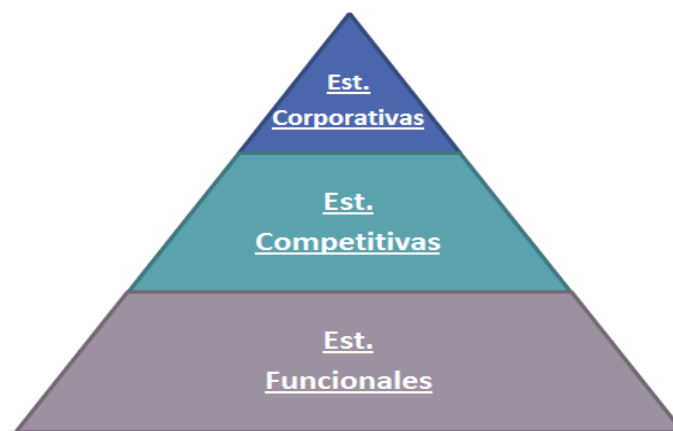 Est.
Corporativas
Est.
Competitivas
Est.
Funcionales